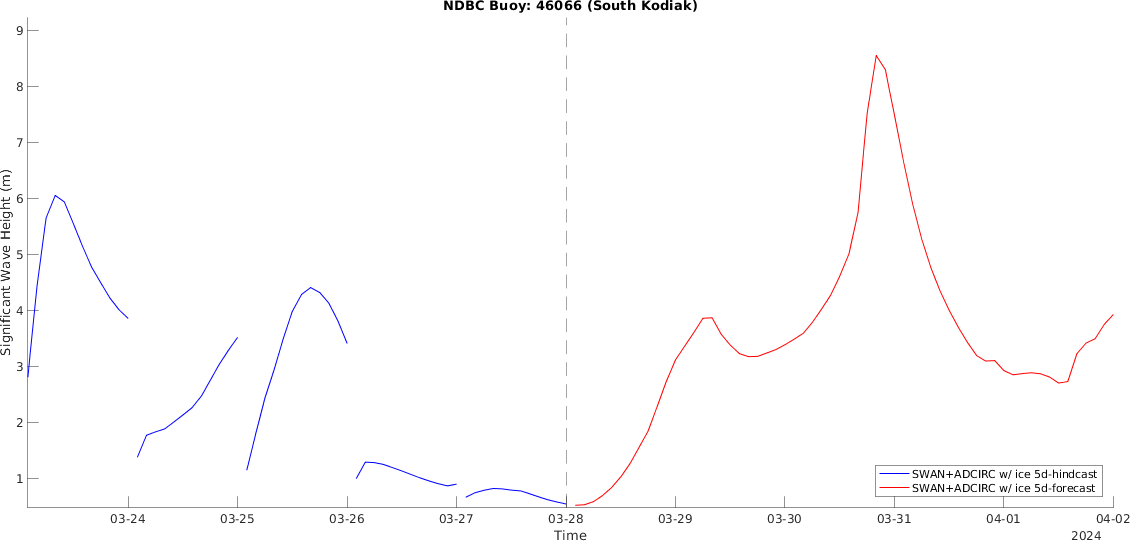 NDBC Buoy: 46066 (South Kodiak)
Significant Wave Height (m)
9
8
7
6
5
4
3
2
1
SWAN+ADCIRC w/ ice 5d-hindcast
SWAN+ADCIRC w/ ice 5d-forecast
03-24 03-25 03-26 03-27 03-28 03-29 03-30 03-31 04-01 04-02
Time
2024